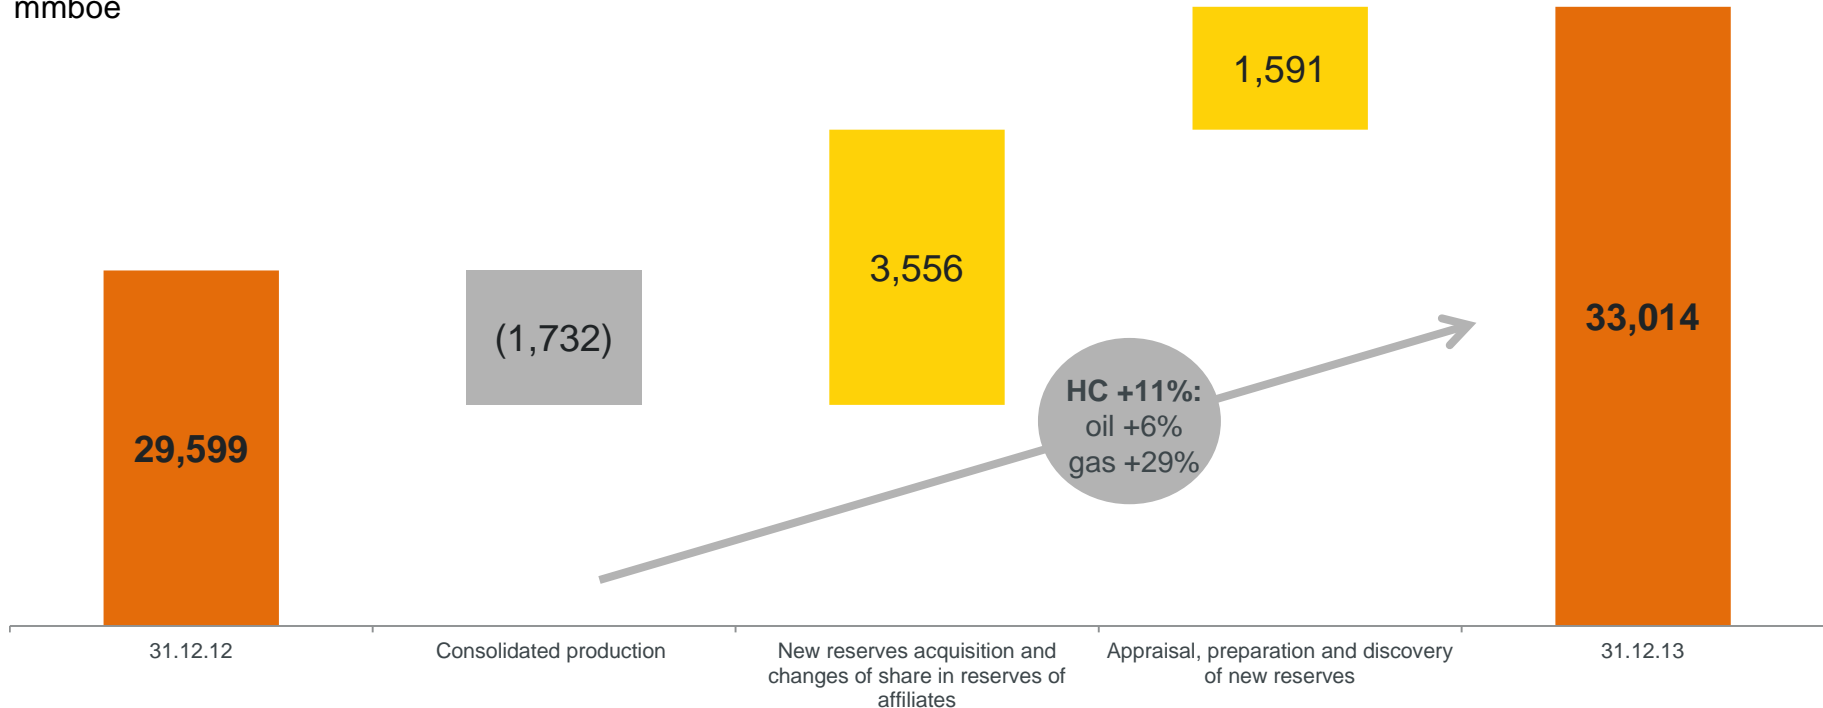 mmboe
1,591
3,556
(1,732)
33,014
HC +11%:
oil +6%
gas +29%
29,599
31.12.12
Consolidated production
New reserves acquisition and
changes of share in reserves of
affiliates
Appraisal, preparation and discovery
of new reserves
31.12.13